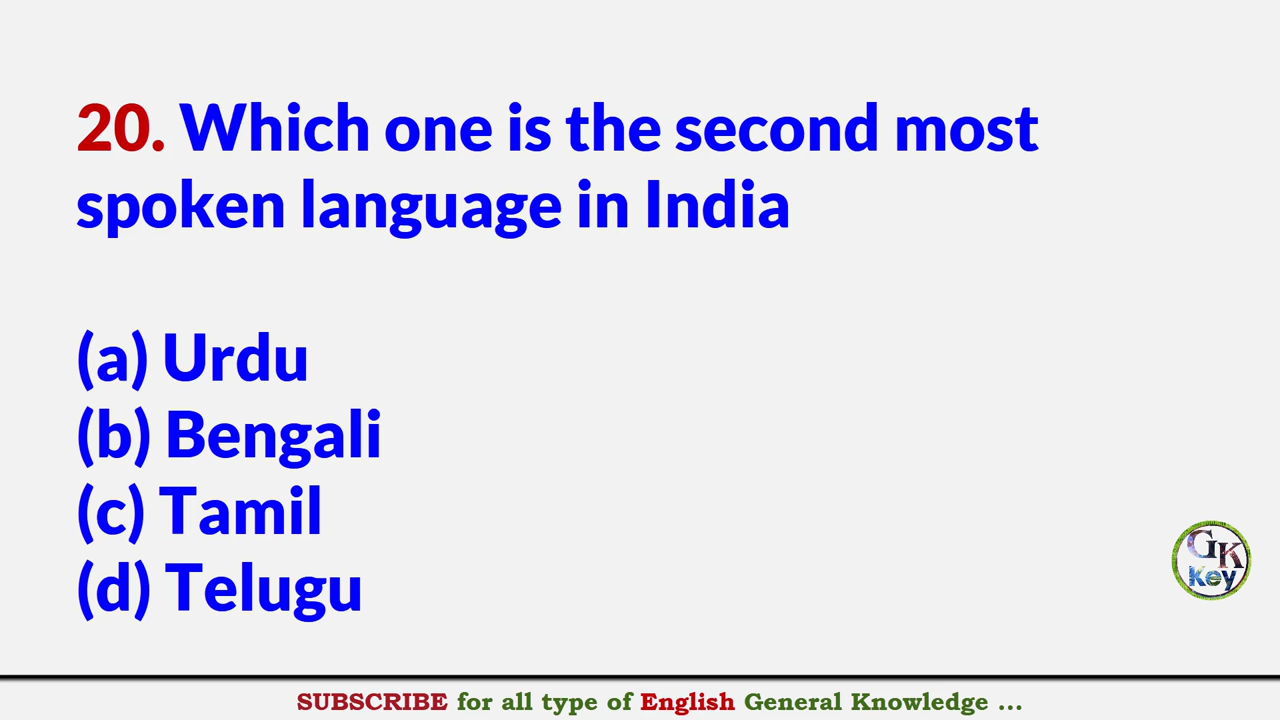 20. Which one is the second most
spoken language in India
(a) Urdu
(b) Bengali
(c) Tamil
(d) Telugu
GK
Key
SUBSCRIBE for all type of English General Knowledge ...